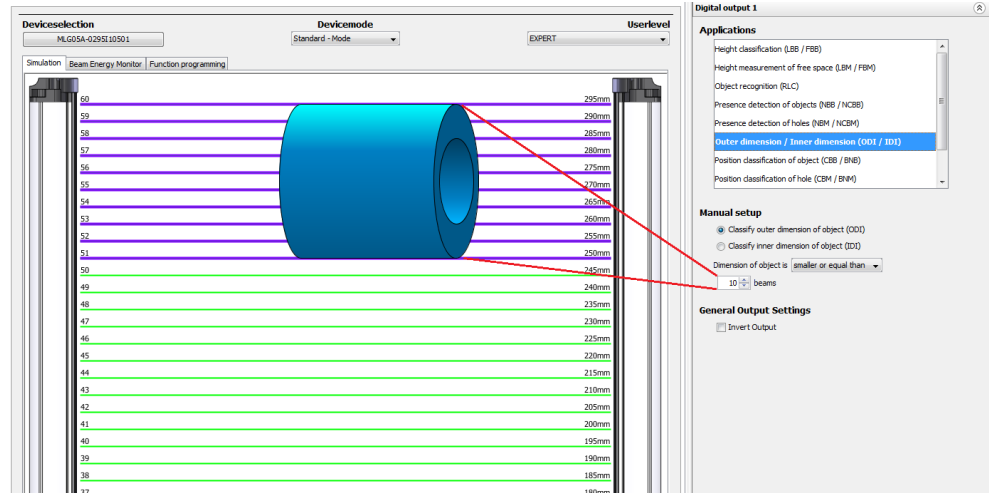 Deviceselection Devicemode Userlevel
MLG05A-0295I10501 Standard - Mode EXPERT
Simulation Beam Energy Monitor Function programming
60 295mm
59 290mm
58 285mm
57 280mm
56 275mm
55 270mm
54 265mm
53 260mm
52 255mm
51 250mm
50 245mm
49 240mm
48 235mm
47 230mm
46 225mm
45 220mm
44 215mm
43 210mm
42 205mm
41 200mm
40 195mm
39 190mm
38 185mm
37 180mm
Digital output 1
Applications
Height classification (LBB / FBB)
Height measurement of free space (LBM / FBM)
Object recognition (RLC)
Presence detection of objects (NBB / NCBB)
Presence detection of holes (NBM / NCBM)
Outer dimension / Inner dimension (ODI / IDI)
Position classification of object (CBB / BNB)
Position classification of hole (CBM / BNM)
Manual setup
Classify outer dimension of object (ODI)
Classify inner dimension of object (IDI)
Dimension of object is smaller or equal than
10 beams
General Output Settings
Invert Output